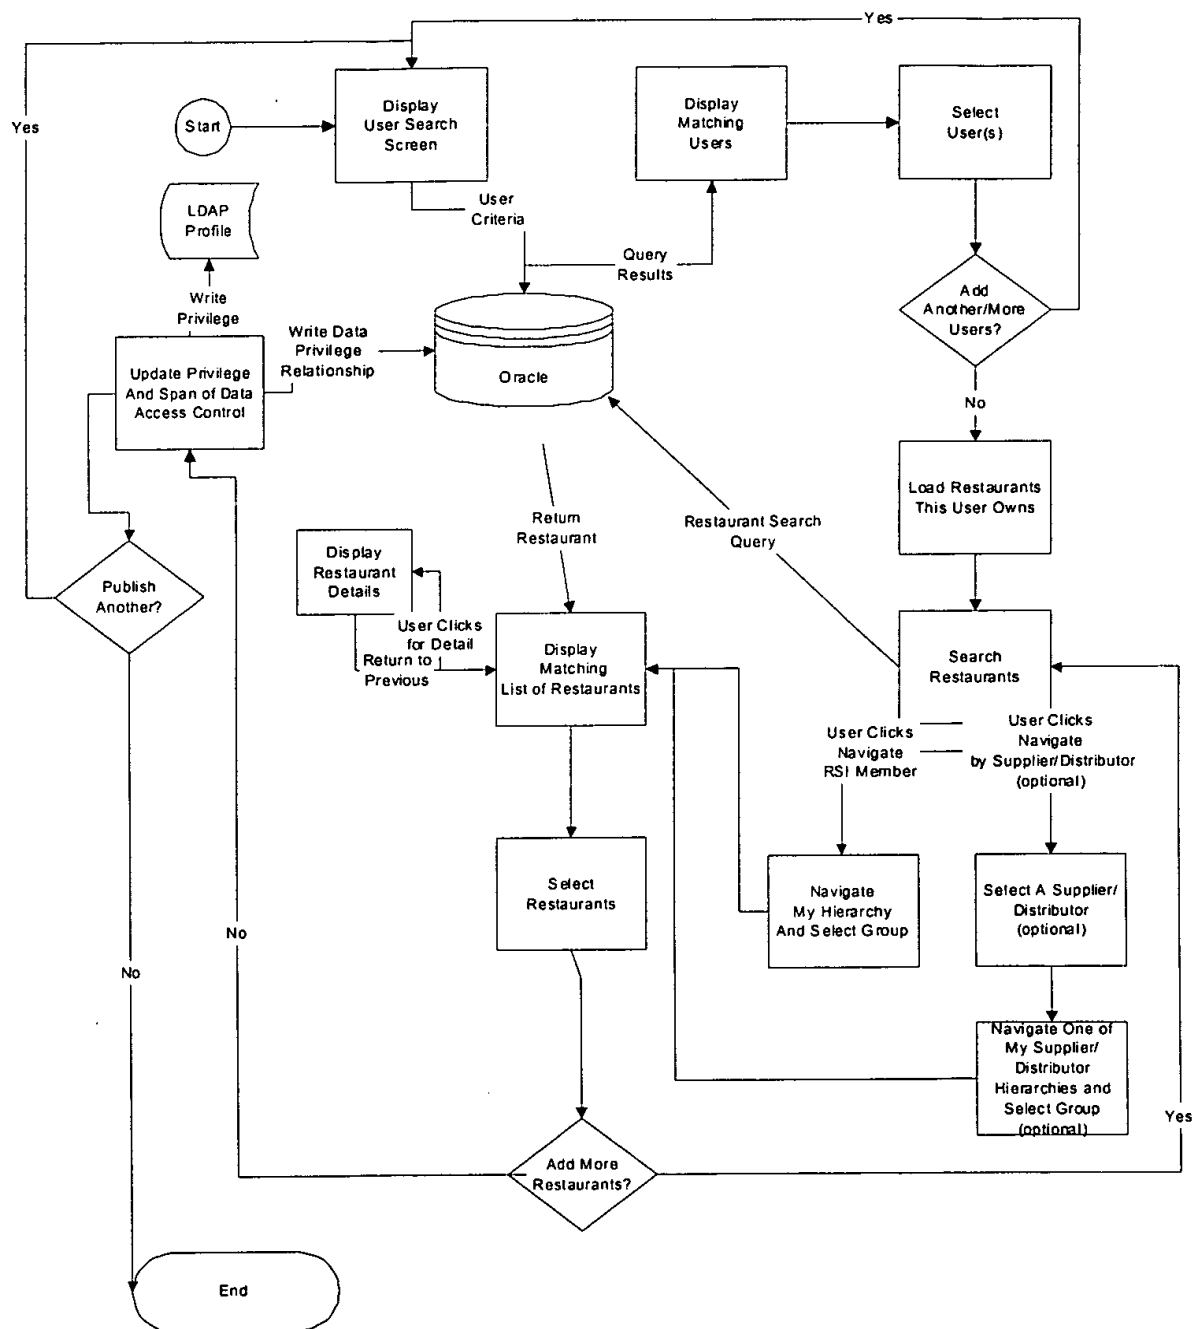 Yes
Yes
Start
Display
User Search
Screen
Display
Matching
Users
Select
User(s)
LDAP
Profile
User
Criteria
Query
Results
Write
Privilege
Write Data
Privilege
Relationship
Add
Another/More
Users?
Update Privilege
And Span of Data
Access Control
Oracle
No
Load Restaurants
This User Owns
Return
Restaurant
Restaurant Search
Query
Display
Restaurant
Details
Publish
Another?
User Clicks
for Detail
Return to
Previous
Display
Matching
List of Restaurants
Search
Restaurants
User Clicks
Navigate
RSI Member
User Clicks
Navigate
by Supplier/Distributor
(optional)
Select
Restaurants
Navigate
My Hierarchy
And Select Group
Select A Supplier/
Distributor
(optional)
No
No
Navigate One of
My Supplier/
Distributor
Hierarchies and
Select Group
(optional)
Yes
Add More
Restaurants?
End